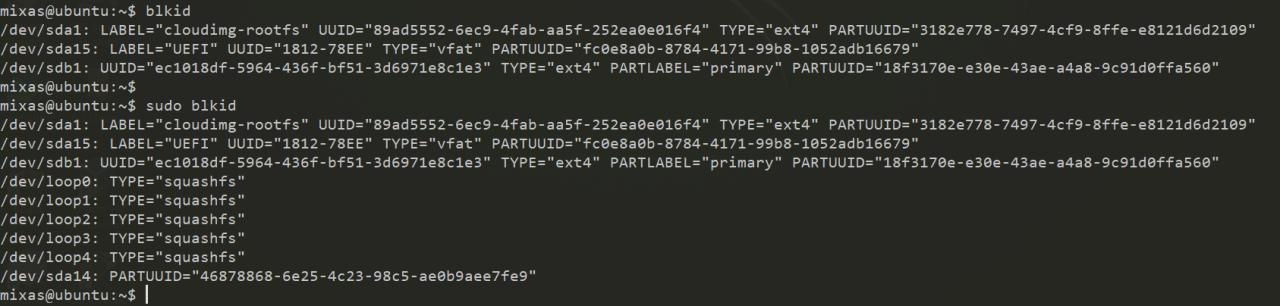 mixas@ubuntu:~$ blkid
/dev/sda1: LABEL="cloudimg-rootfs" UUID="89ad5552-6ec9-4fab-aa5f-252ea0e016f4" TYPE="ext4" PARTUUID="3182e778-7497-4cf9-8ffe-e8121d6d2109"
/dev/sda15: LABEL="UEFI" UUID="1812-78EE" TYPE="vfat" PARTUUID="fc0e8a0b-8784-4171-99b8-1052adb16679"
/dev/sdb1: UUID="ec1018df-5964-436f-bf51-3d6971e8c1e3" TYPE="ext4" PARTLABEL="primary" PARTUUID="18f3170e-e30e-43ae-a4a8-9c91d0ffa560"
mixas@ubuntu:~$
mixas@ubuntu:~$ sudo blkid
/dev/sda1: LABEL="cloudimg-rootfs" UUID="89ad5552-6ec9-4fab-aa5f-252ea0e016f4" TYPE="ext4" PARTUUID="3182e778-7497-4cf9-8ffe-e8121d6d2109"
/dev/sda15: LABEL="UEFI" UUID="1812-78EE" TYPE="vfat" PARTUUID="fc0e8a0b-8784-4171-99b8-1052adb16679"
/dev/sdb1: UUID="ec1018df-5964-436f-bf51-3d6971e8c1e3" TYPE="ext4" PARTLABEL="primary" PARTUUID="18f3170e-e30e-43ae-a4a8-9c91d0ffa560"
/dev/loop0: TYPE="squashfs"
/dev/loop1: TYPE="squashfs"
/dev/loop2: TYPE="squashfs"
/dev/loop3: TYPE="squashfs"
/dev/loop4: TYPE="squashfs"
/dev/sda14: PARTUUID="46878868-6e25-4c23-98c5-ae0b9aee7fe9"
mixas@ubuntu:~$